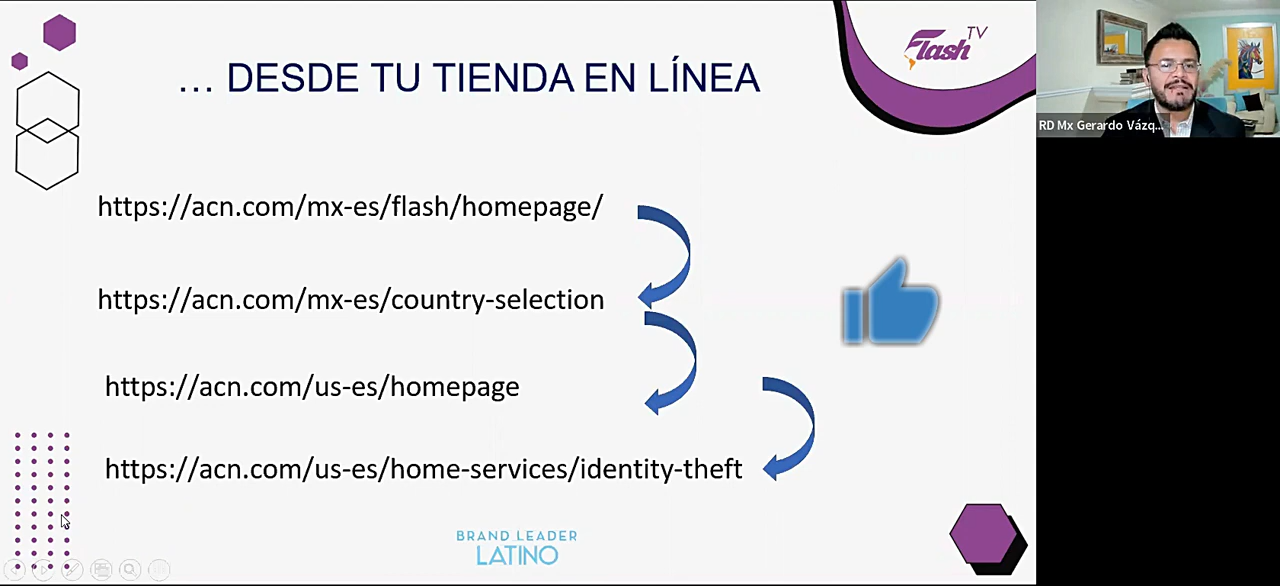 ... DESDE TU TIENDA EN LÍNEA
Flash TV
RD Mx Gerardo Vázq...
https://acn.com/mx-es/flash/homepage/
https://acn.com/mx-es/country-selection
https://acn.com/us-es/homepage
https://acn.com/us-es/home-services/identity-theft
BRAND LEADER
LATINO